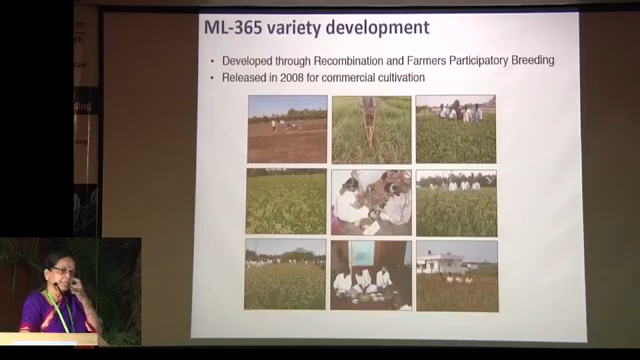 ML-365 variety development
• Developed through Recombination and Farmers Participatory Breeding
• Released in 2008 for commercial cultivation